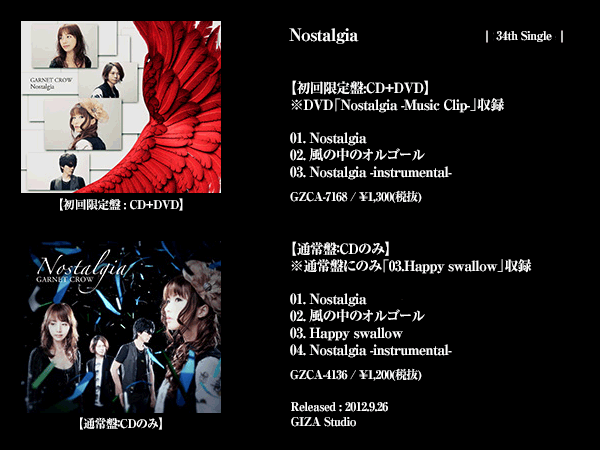 Nostalgia
| 34th Single |
GARNET CROW
Nostalgia
【初回限定盤 : CD+DVD】
【初回限定盤:CD+DVD】
※DVD「Nostalgia -Music Clip-」収録
01. Nostalgia
02. 風の中のオルゴール
03. Nostalgia -instrumental-
GZCA-7168 / ¥1,300(税抜)
Nostalgia
GARNET CROW
【通常盤:CDのみ】
【通常盤:CDのみ】
※通常盤にのみ「03.Happy swallow」収録
01. Nostalgia
02. 風の中のオルゴール
03. Happy swallow
04. Nostalgia -instrumental-
GZCA-4136 / ¥1,200(税抜)
Released : 2012.9.26
GIZA Studio